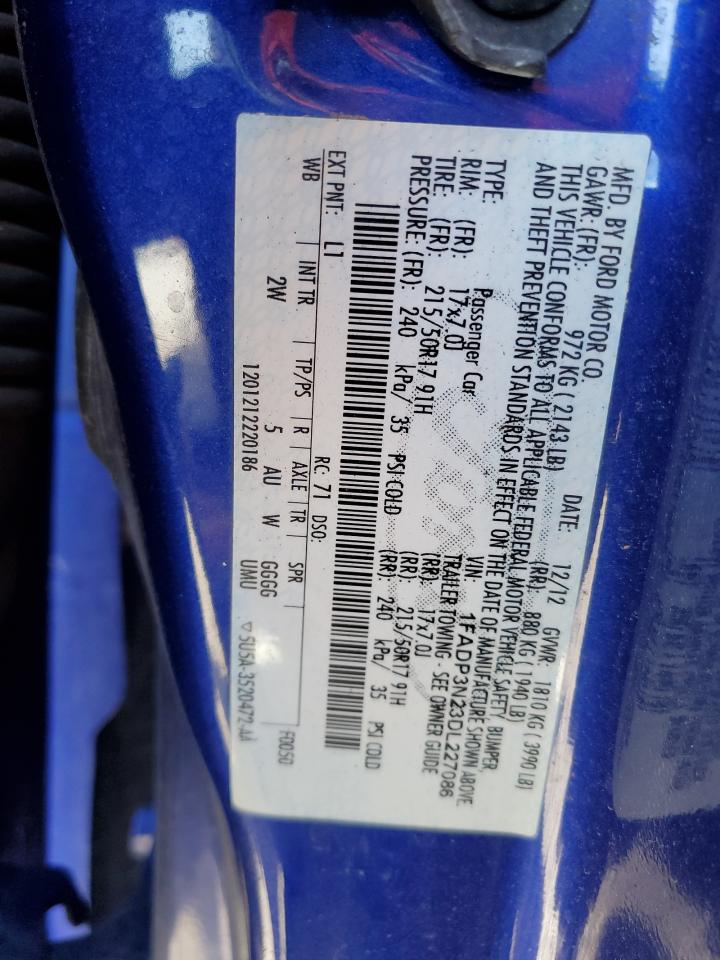 MFD. BY FORD MOTOR CO.
DATE: 12/12 GVWR: 1810 KG ( 3990 LB)
GAWR: (FR): 972 KG ( 2143 LB) (RR): 880 KG ( 1940 LB)
THIS VEHICLE CONFORMS TO ALL APPLICABLE FEDERAL MOTOR VEHICLE SAFETY, BUMPER,
AND THEFT PREVENTION STANDARDS IN EFFECT ON THE DATE OF MANUFACTURE SHOWN ABOVE.
VIN: 1FADP3N23DL227086
TYPE: Passenger Car TRAILER TOWING - SEE OWNER GUIDE
RIM: (FR): 17x7.0J (RR): 17x7.0J
TIRE: (FR): 215/50R17 91H (RR): 215/50R17 91H
PRESSURE: (FR): 240 kPa/ 35 PSI COLD (RR): 240 kPa/ 35 PSI COLD
EXT PNT: L1 RC: 71 DSO: F0050
WB | INT TR | TP/PS | R | AXLE | TR | SPR
2W 5 AU W GGGG
1201212220186 UMU ▽ 5U5A-3520472-AA